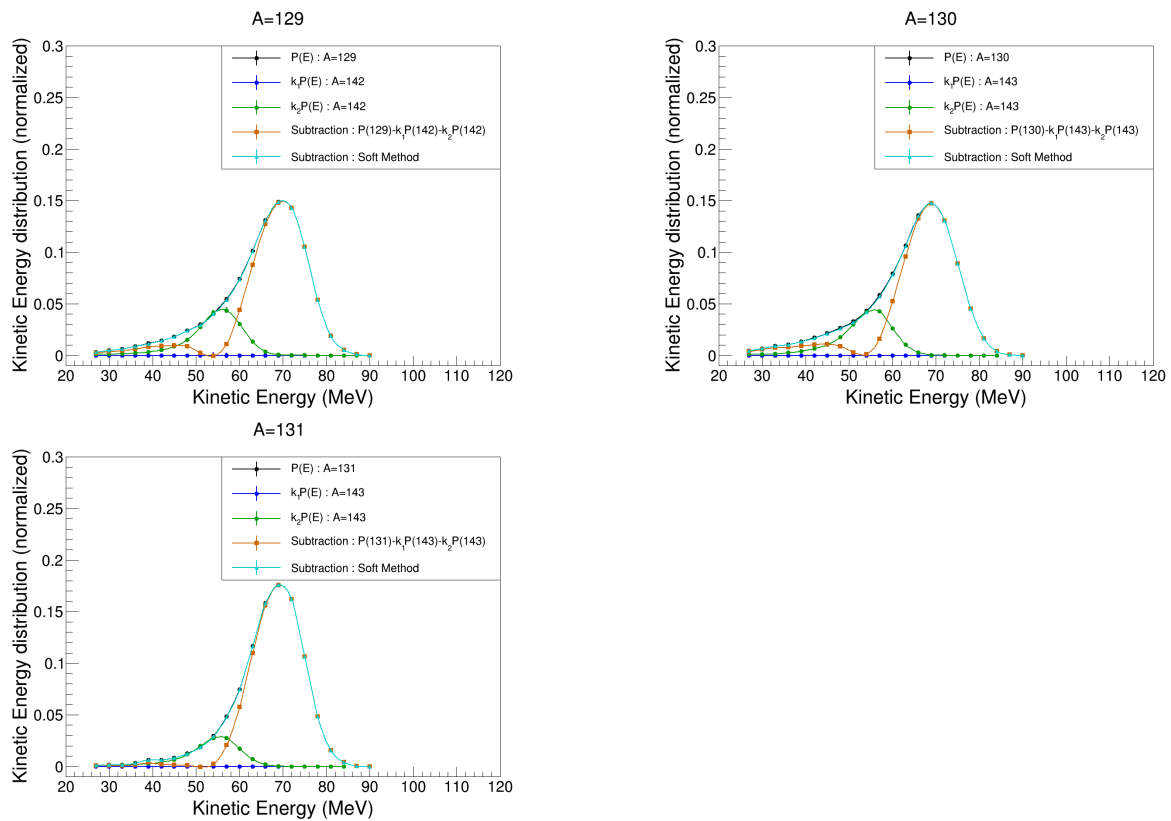 A=129
Kinetic Energy distribution (normalized)
0.3
0.25
0.2
0.15
0.1
0.05
0
P(E) : A=129
k1P(E) : A=142
k2P(E) : A=142
Subtraction : P(129)-k1P(142)-k2P(142)
Subtraction : Soft Method
20 30 40 50 60 70 80 90 100 110 120
Kinetic Energy (MeV)
A=130
Kinetic Energy distribution (normalized)
0.3
0.25
0.2
0.15
0.1
0.05
0
P(E) : A=130
k1P(E) : A=143
k2P(E) : A=143
Subtraction : P(130)-k1P(143)-k2P(143)
Subtraction : Soft Method
20 30 40 50 60 70 80 90 100 110 120
Kinetic Energy (MeV)
A=131
Kinetic Energy distribution (normalized)
0.3
0.25
0.2
0.15
0.1
0.05
0
P(E) : A=131
k1P(E) : A=143
k2P(E) : A=143
Subtraction : P(131)-k1P(143)-k2P(143)
Subtraction : Soft Method
20 30 40 50 60 70 80 90 100 110 120
Kinetic Energy (MeV)